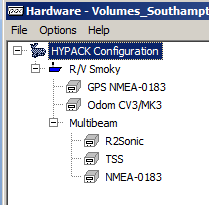 Hardware - Volumes_Southampt
File Options Help
HYPACK Configuration
R/V Smoky
GPS NMEA-0183
Odom CV3/MK3
Multibeam
R2Sonic
TSS
NMEA-0183